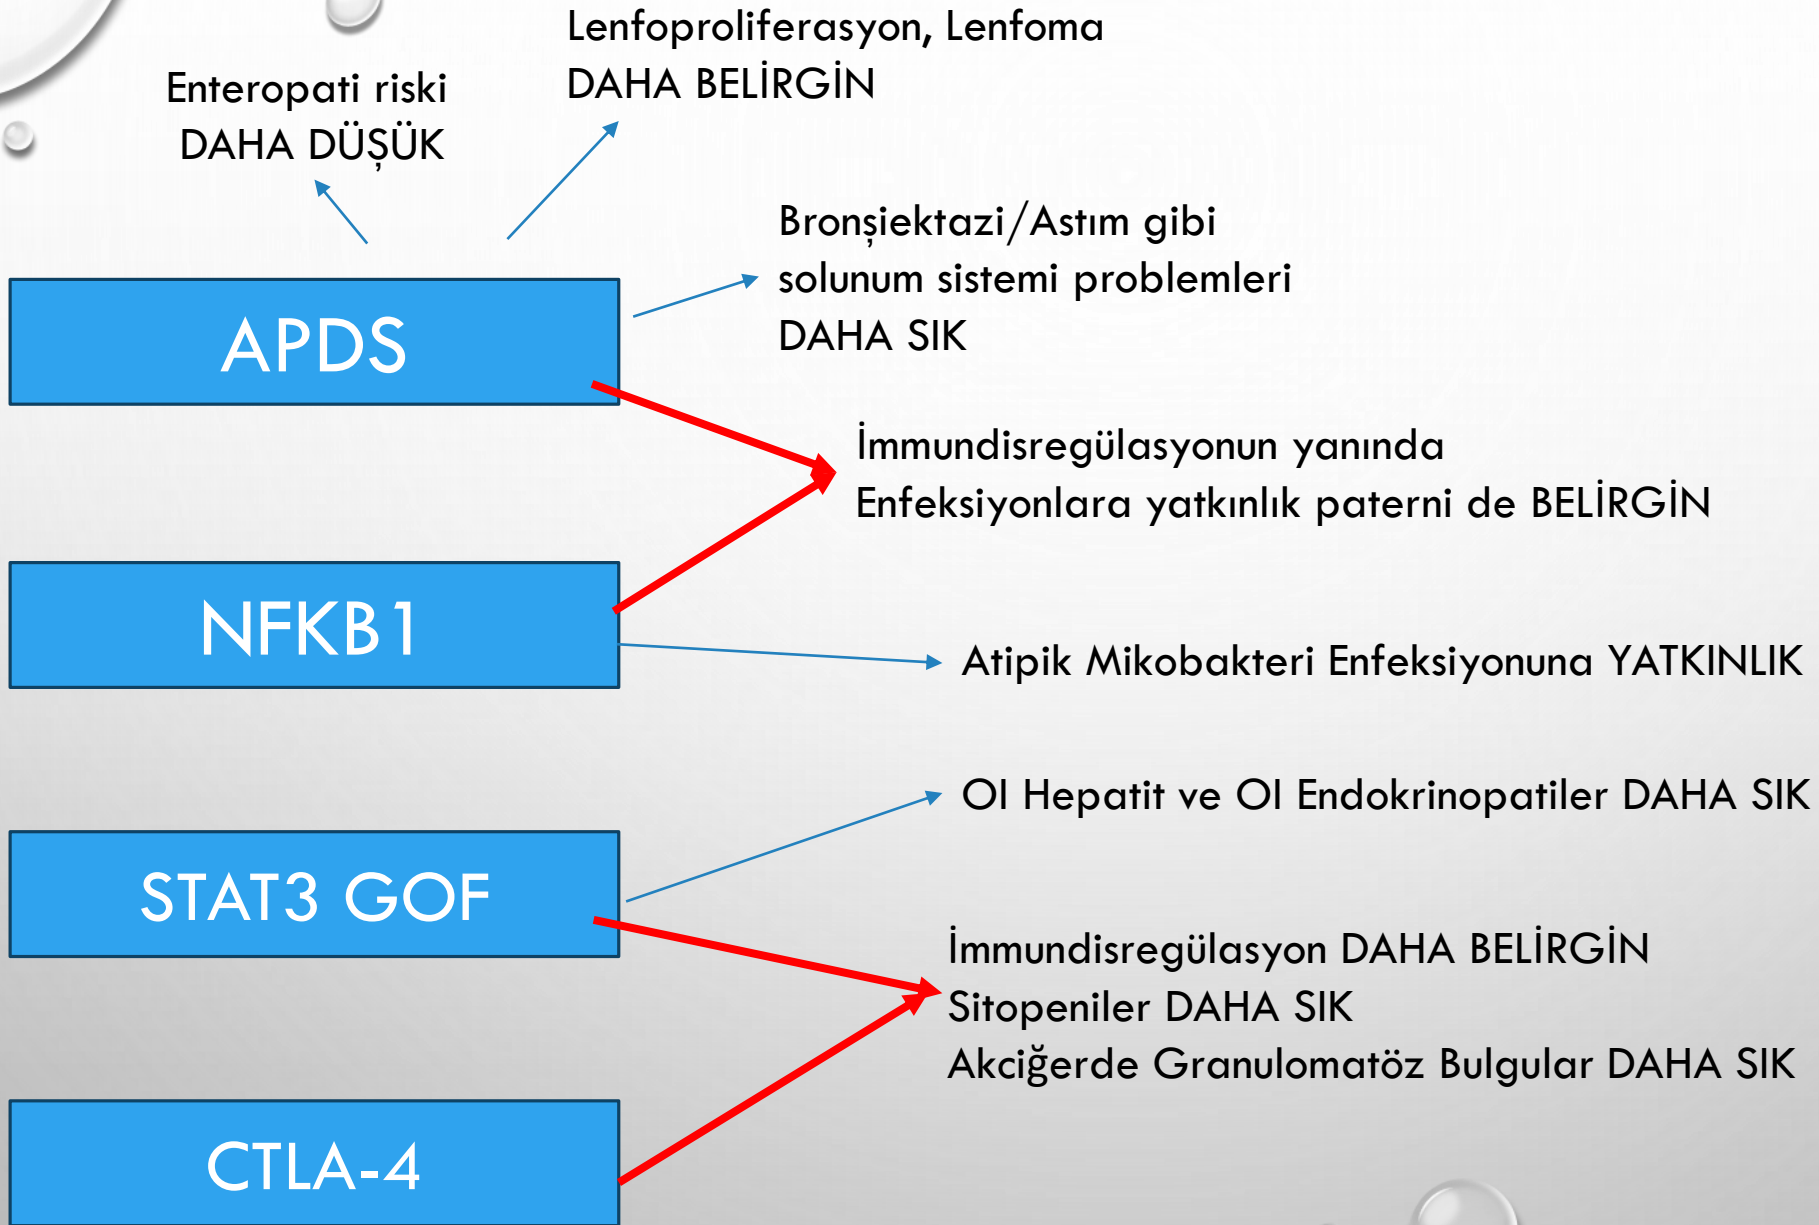 Lenfoproliferasyon, Lenfoma
DAHA BELİRGİN
Enteropati riski
DAHA DÜŞÜK
Bronşiektazi/Astım gibi
solunum sistemi problemleri
DAHA SIK
APDS
İmmundisregülasyonun yanında
Enfeksiyonlara yatkınlık paterni de BELİRGİN
NFKB1
Atipik Mikobakteri Enfeksiyonuna YATKINLIK
OI Hepatit ve OI Endokrinopatiler DAHA SIK
STAT3 GOF
İmmundisregülasyon DAHA BELİRGİN
Sitopeniler DAHA SIK
Akciğerde Granulomatöz Bulgular DAHA SIK
CTLA-4